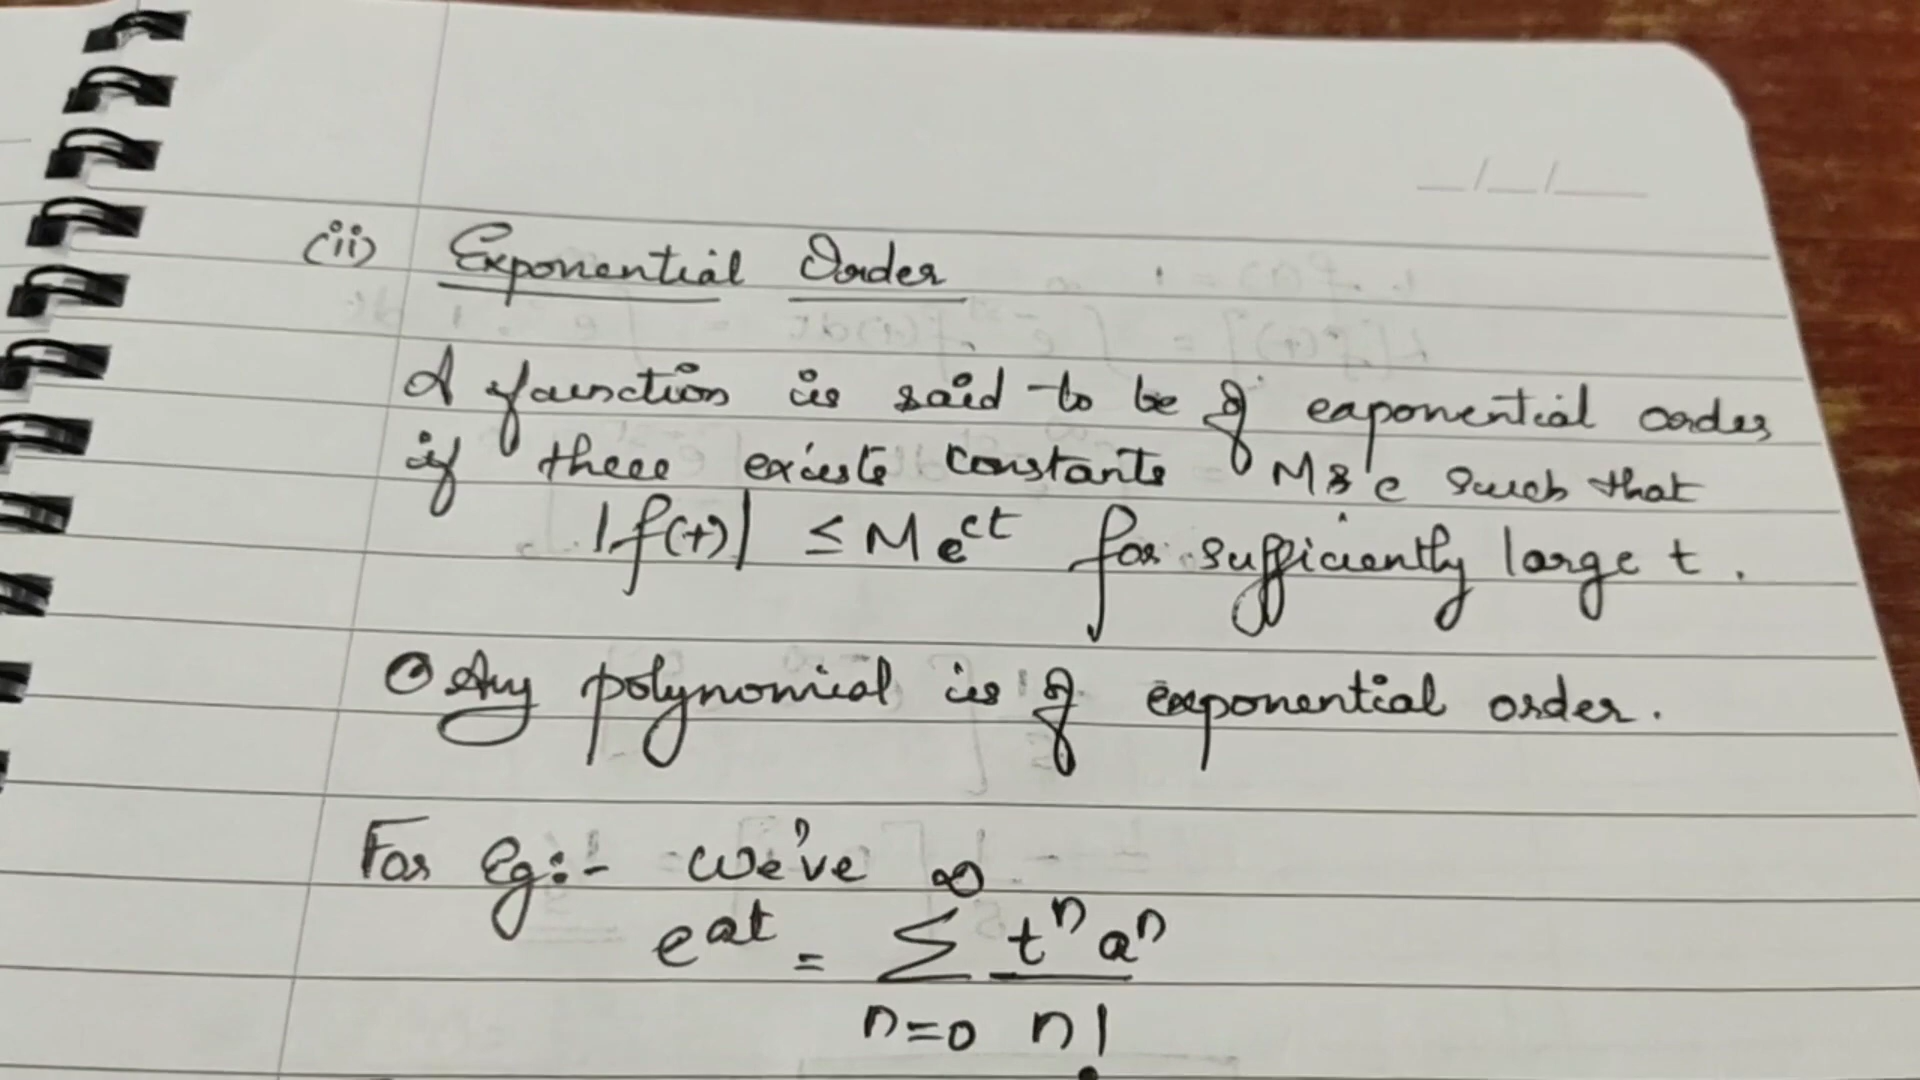 (ii) Exponential Order
A function is said to be of exponential order
if there exists constants M & c such that
|f(t)| ≤ M e^ct for sufficiently large t.
Any polynomial is of exponential order.
For Eg:- We've
e^at = ∞ Σ n=0 t^n a^n / n!